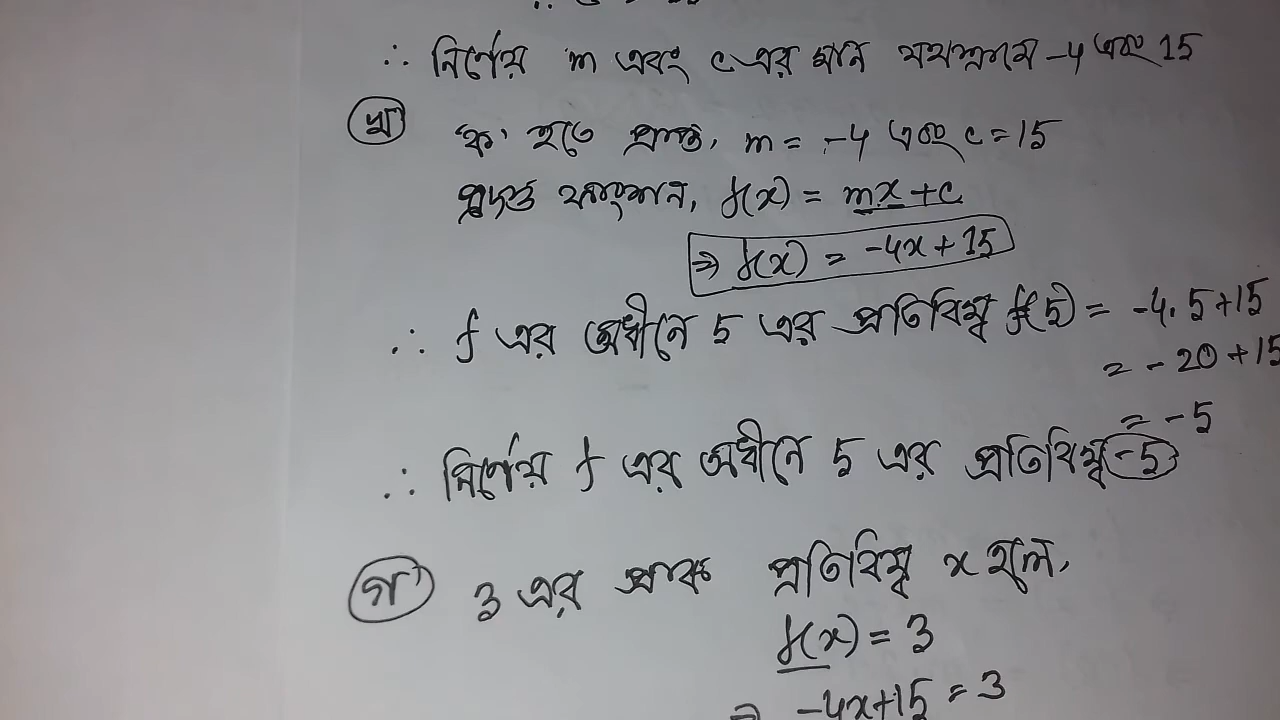 ∴ নির্ণেয় m এবং c এর মান যথাক্রমে -4 এবং 15
খ ক' হতে প্রাপ্ত, m = -4 এবং c = 15
প্রদত্ত ফাংশন, f(x) = mx + c
⇒ f(x) = -4x + 15
∴ f এর অধীনে 5 এর প্রতিবিম্ব f(5) = -4.5+15
= -20 + 15
= -5
∴ নির্ণেয় f এর অধীনে 5 এর প্রতিবিম্ব -5
গ 3 এর প্রাক প্রতিবিম্ব x হলে,
f(x) = 3
⇒ -4x+15 = 3